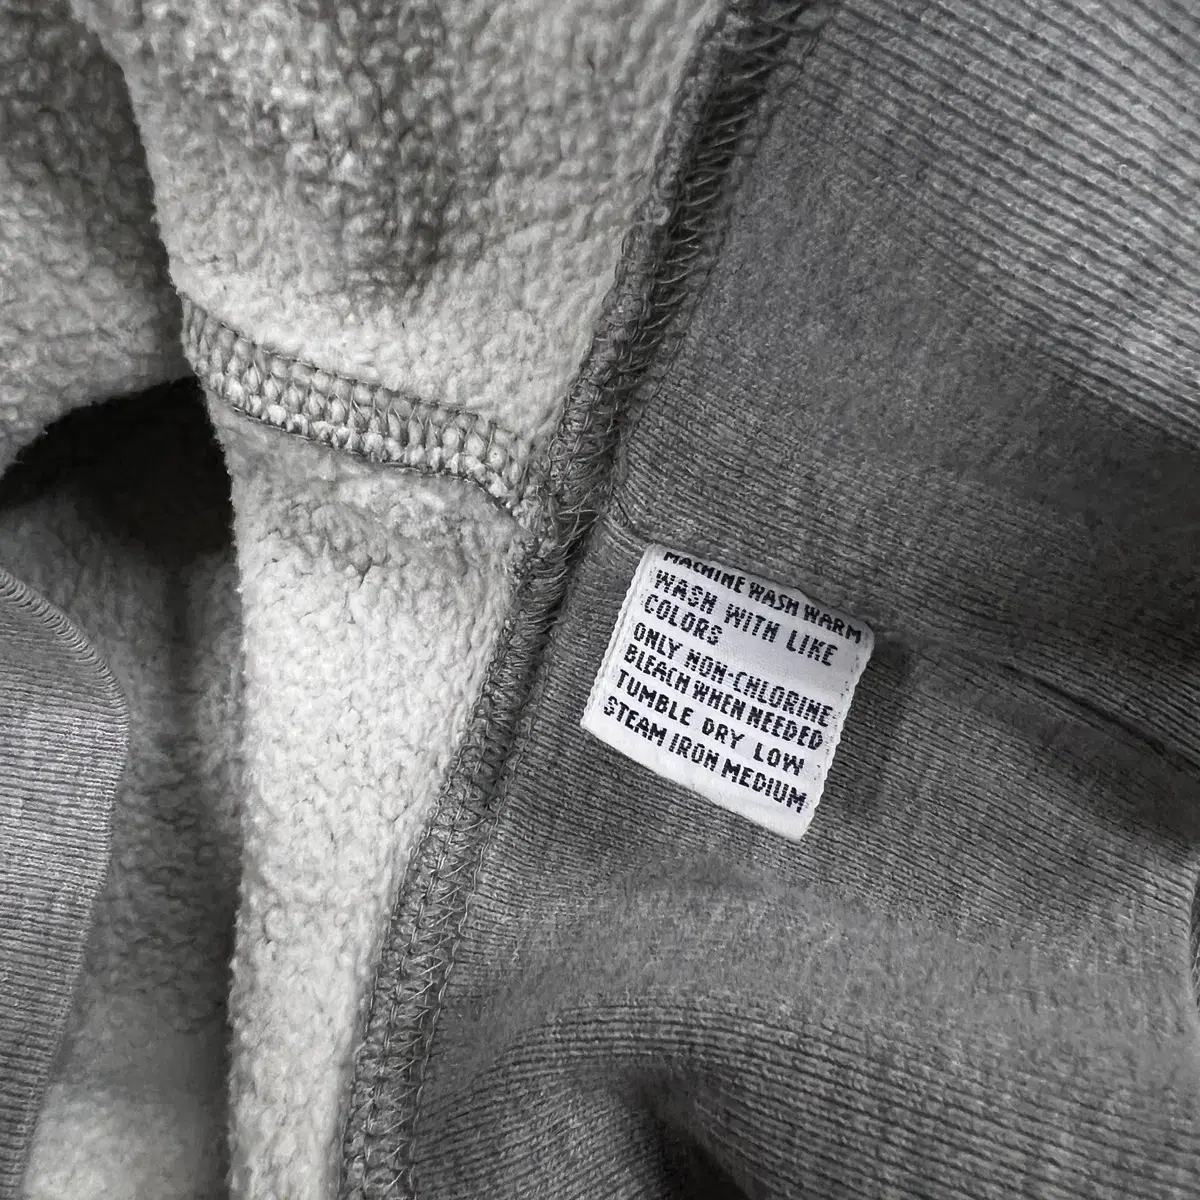 MACHINE WASH WARM
WASH WITH LIKE
COLORS
ONLY NON-CHLORINE
BLEACH WHEN NEEDED
TUMBLE DRY LOW
STEAM IRON MEDIUM